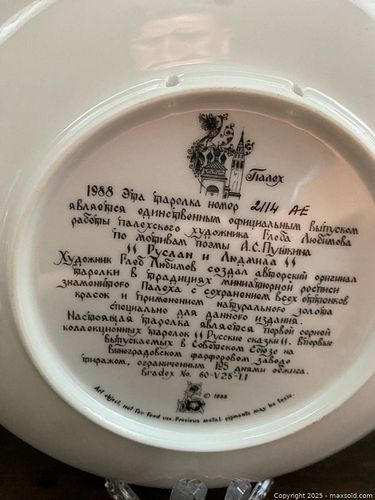 Палех
1988 Эта тарелка номер 2114 AE
является единственным официальным выпуском
работы палехского художника Глеба Любимова
по мотивам поэмы А.С.Пушкина
"Руслан и Людмила"
Художник Глеб Любимов создал авторский оригинал
тарелки в традициях миниатюрной росписи
знаменитого Палеха с сохранением всех оттенков
красок и применением натурального золота
специально для данного издания.
Настоящая тарелка является первой серией
коллекционных тарелок "Русские сказки". Впервые
выпускаемых в Советском Союзе на
Виноградовском фарфоровом заводе
тиражом, ограниченным 195 днями обжига.
Bradex No. 60-V25-1.1
© 1988
Art object, not for food use. Precious metal, pigments may be toxic.
Copyright 2025 - maxsold.com